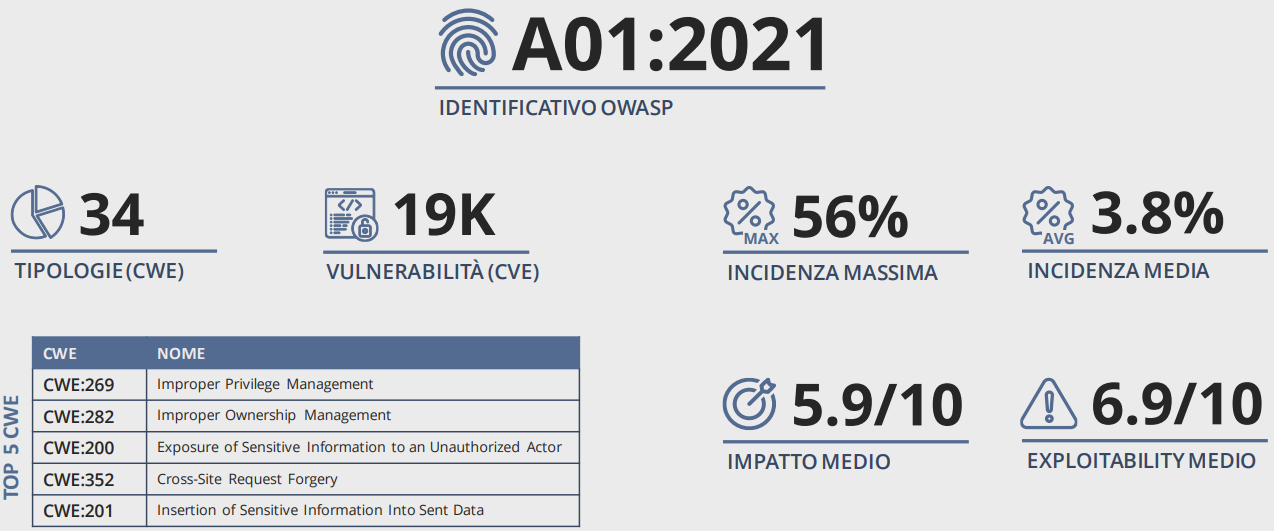 A01:2021
IDENTIFICATIVO OWASP
34
TIPOLOGIE (CWE)
19K
VULNERABILITÀ (CVE)
MAX
56%
INCIDENZA MASSIMA
AVG
3.8%
INCIDENZA MEDIA
TOP 5 CWE
CWE NOME
CWE:269 Improper Privilege Management
CWE:282 Improper Ownership Management
CWE:200 Exposure of Sensitive Information to an Unauthorized Actor
CWE:352 Cross-Site Request Forgery
CWE:201 Insertion of Sensitive Information Into Sent Data
5.9/10
IMPATTO MEDIO
6.9/10
EXPLOITABILITY MEDIO